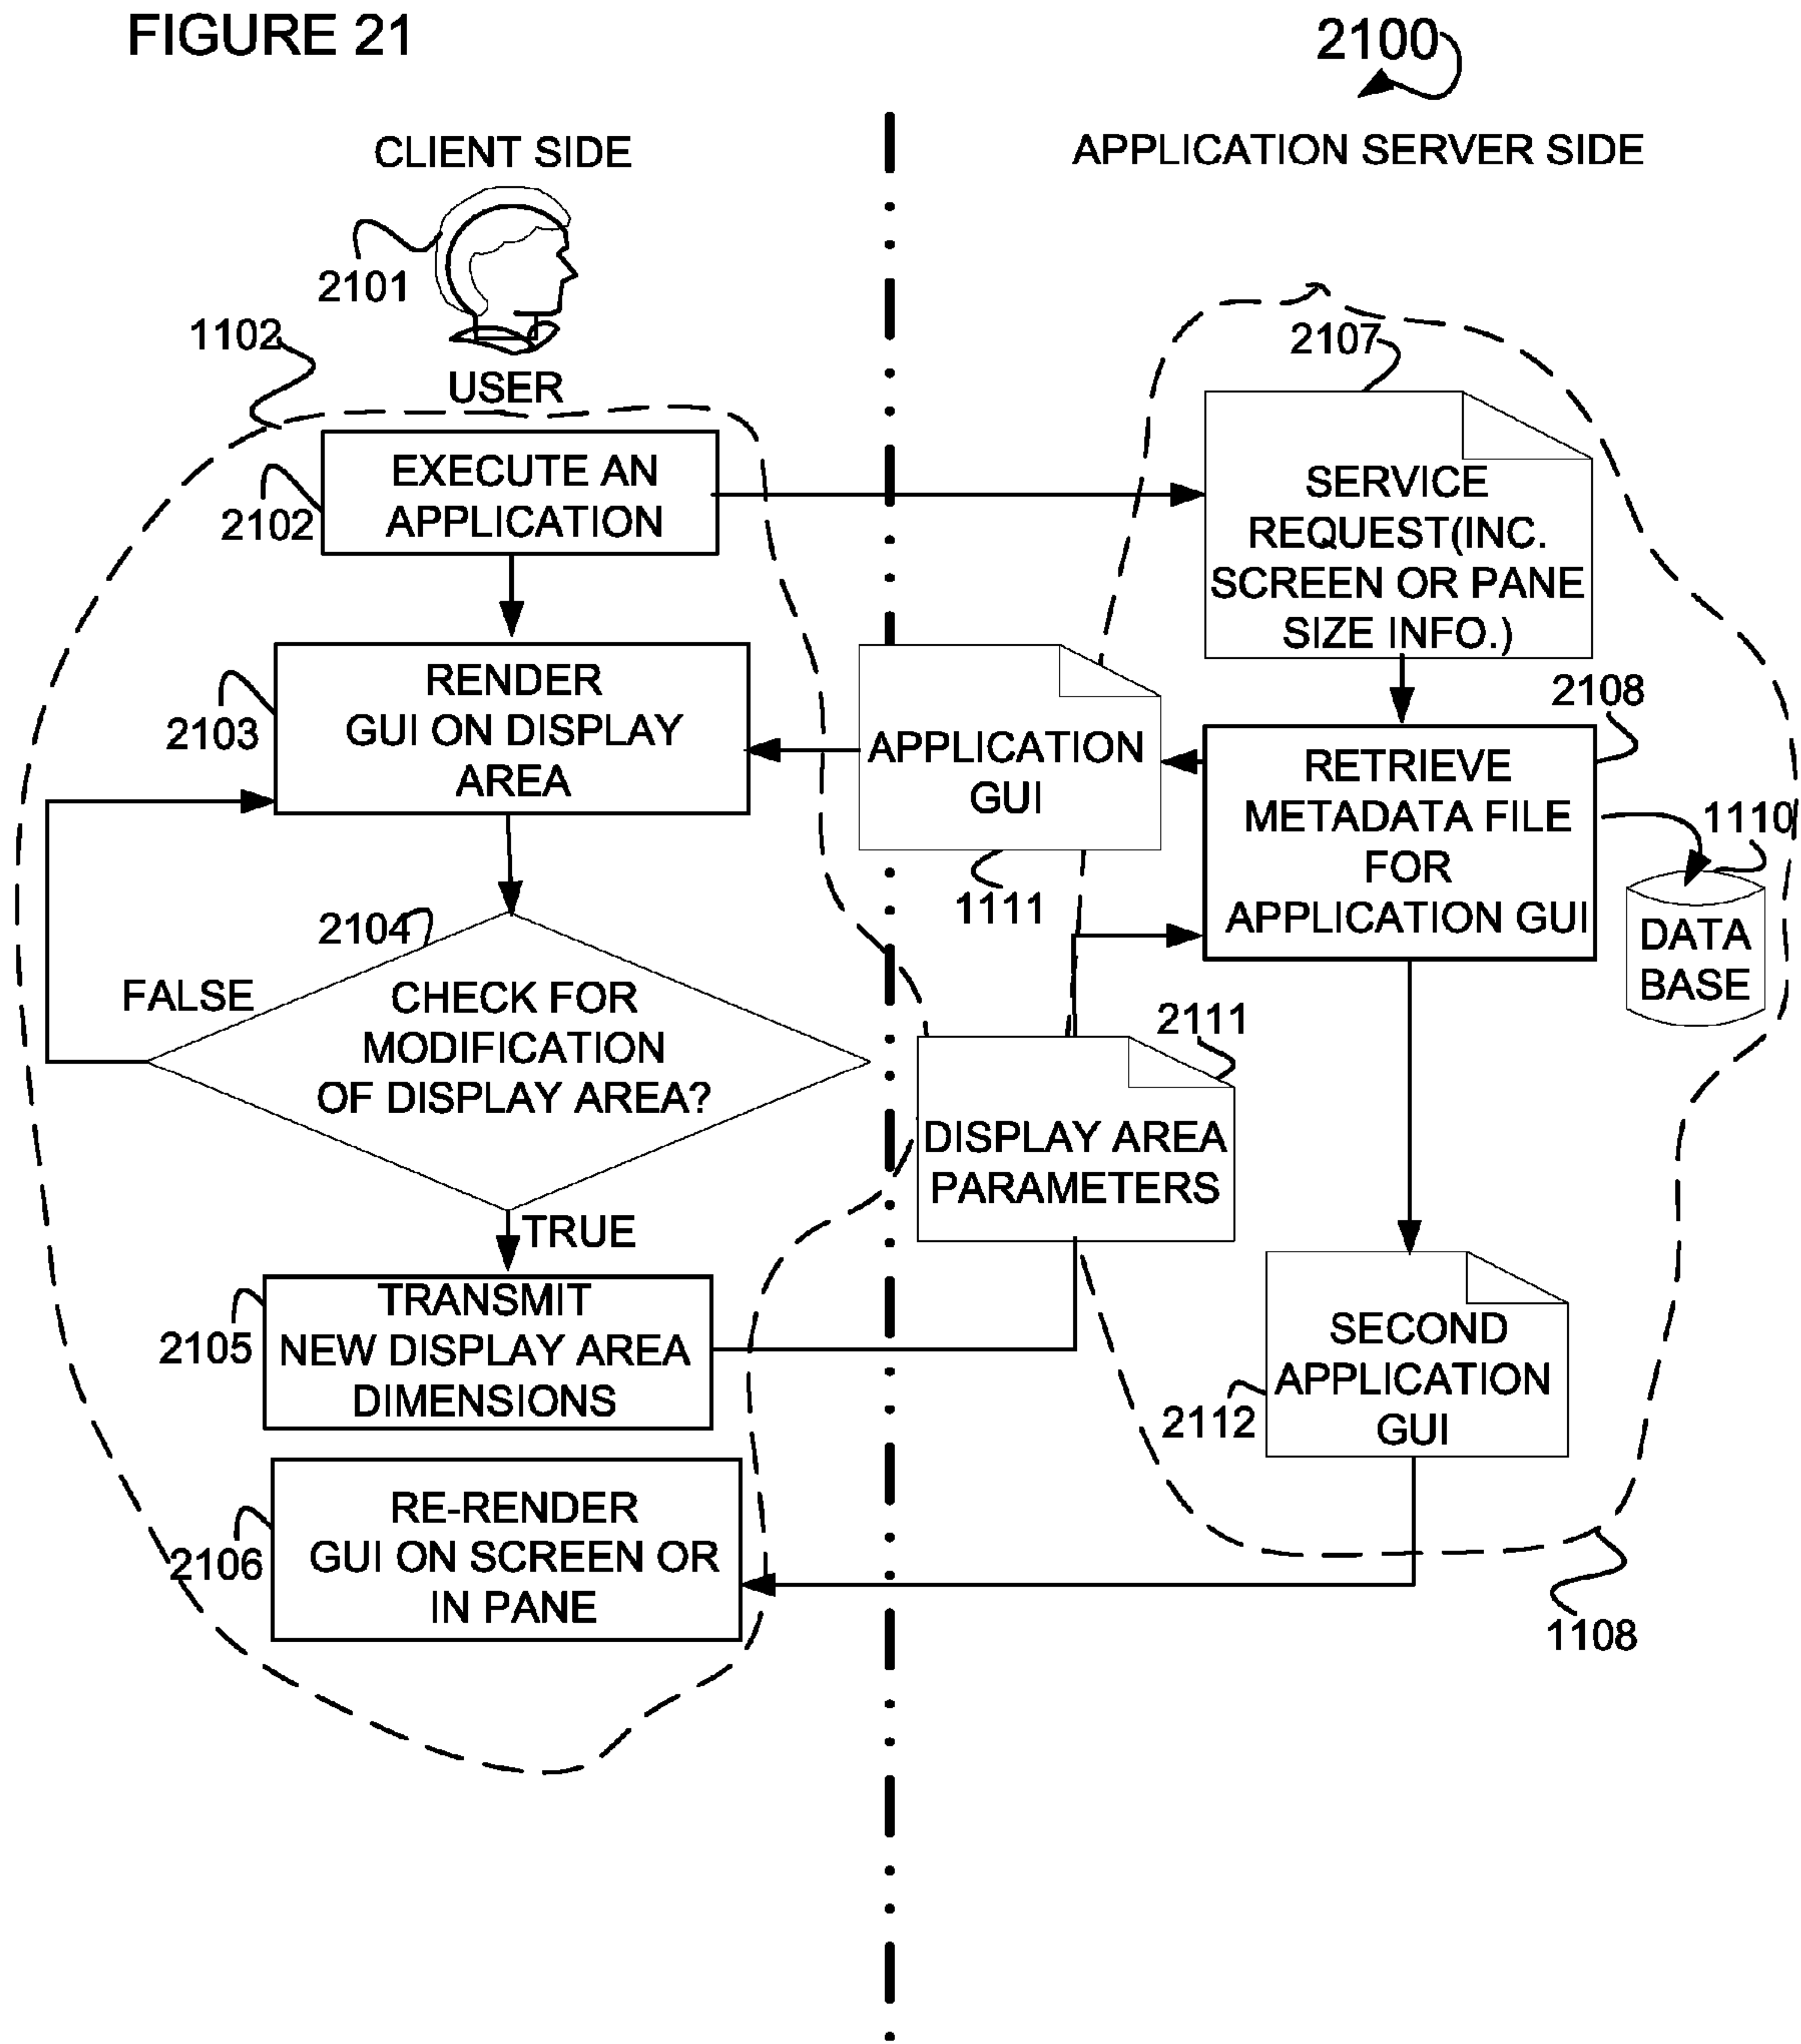 FIGURE 21
2100
CLIENT SIDE
APPLICATION SERVER SIDE
2101
1102
USER
2107
EXECUTE AN
APPLICATION
2102
SERVICE
REQUEST(INC.
SCREEN OR PANE
SIZE INFO.)
RENDER
GUI ON DISPLAY
AREA
2103
APPLICATION
GUI
1111
2108
RETRIEVE
METADATA FILE
FOR
APPLICATION GUI
1110
DATA
BASE
2104
FALSE
CHECK FOR
MODIFICATION
OF DISPLAY AREA?
2111
DISPLAY AREA
PARAMETERS
TRUE
TRANSMIT
NEW DISPLAY AREA
DIMENSIONS
2105
SECOND
APPLICATION
GUI
2112
RE-RENDER
GUI ON SCREEN OR
IN PANE
2106
1108